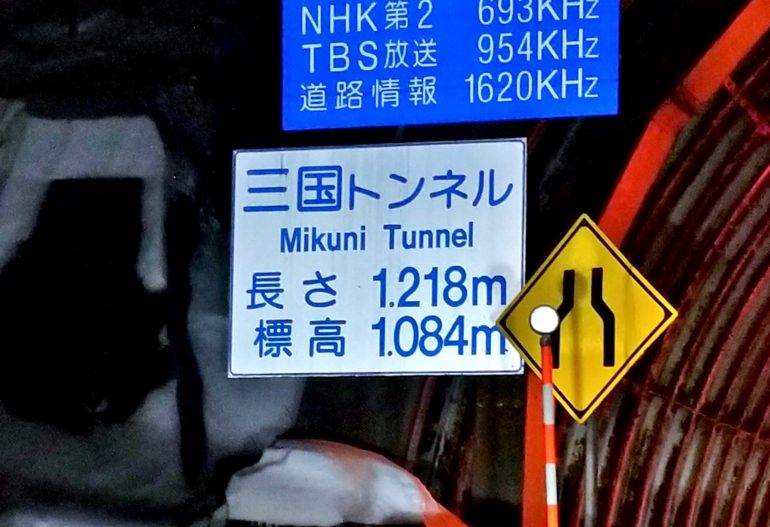 NHK第2 693KHz
TBS放送 954KHz
道路情報 1620KHz
三国トンネル
Mikuni Tunnel
長さ 1.218m
標高 1.084m